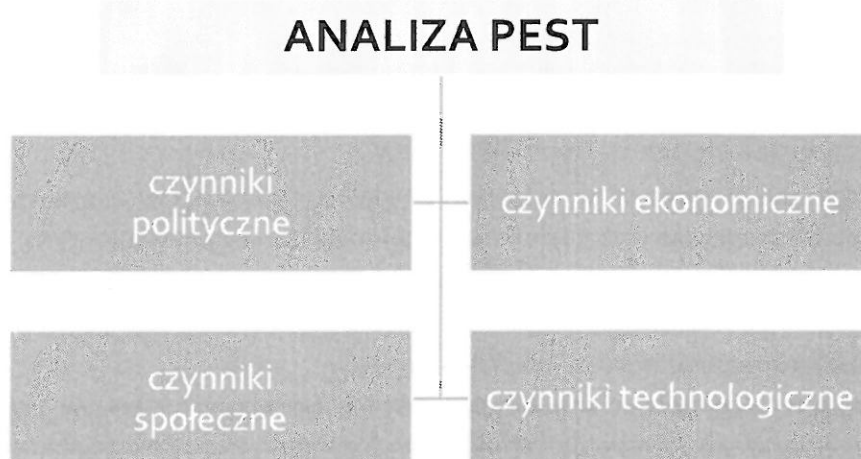 ANALIZA PEST
czynniki
polityczne
czynniki ekonomiczne
czynniki
społeczne
czynniki technologiczne